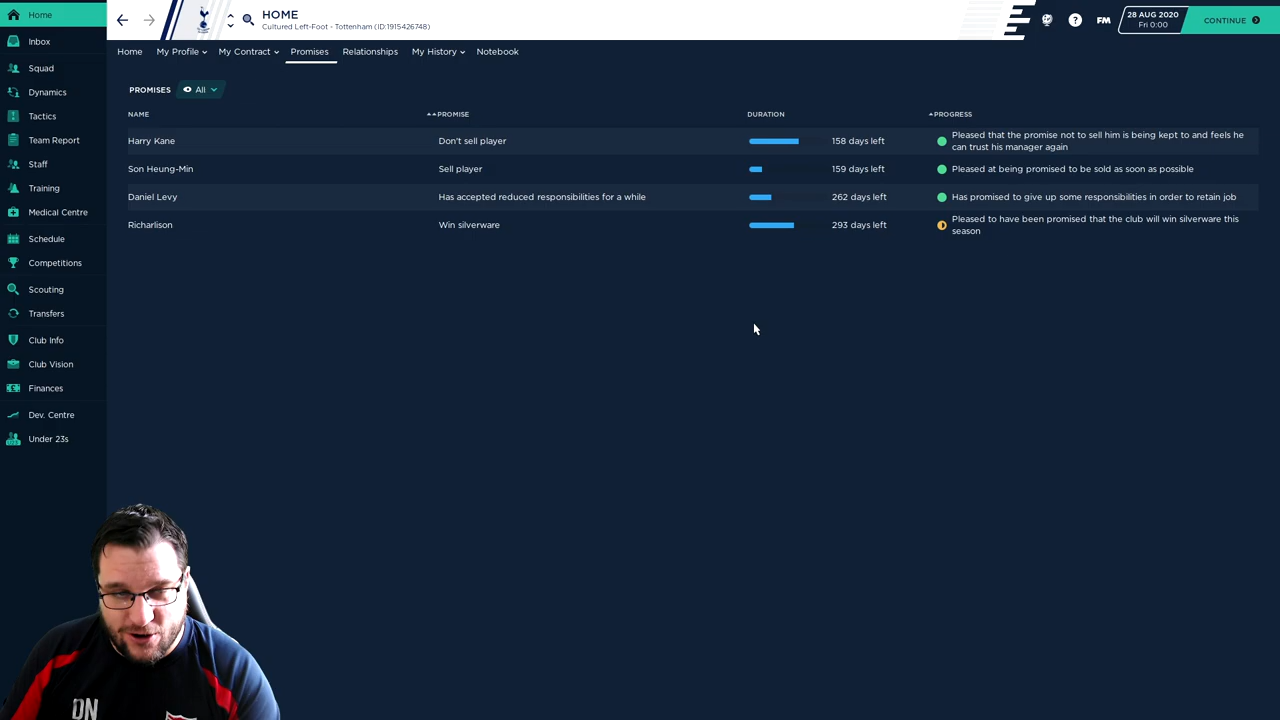 Home
HOME
Cultured Left-Foot - Tottenham (ID:1915426748)
28 AUG 2020
Fri 0:00
CONTINUE
FM
Inbox
Squad
Dynamics
Tactics
Team Report
Staff
Training
Medical Centre
Schedule
Competitions
Scouting
Transfers
Club Info
Club Vision
Finances
Dev. Centre
Under 23s
Home My Profile My Contract Promises Relationships My History Notebook
PROMISES All
NAME PROMISE DURATION PROGRESS
Harry Kane Don't sell player 158 days left Pleased that the promise not to sell him is being kept to and feels he
can trust his manager again
Son Heung-Min Sell player 159 days left Pleased at being promised to be sold as soon as possible
Daniel Levy Has accepted reduced responsibilities for a while 262 days left Has promised to give up some responsibilities in order to retain job
Richarlison Win silverware 293 days left Pleased to have been promised that the club will win silverware this
season
DN